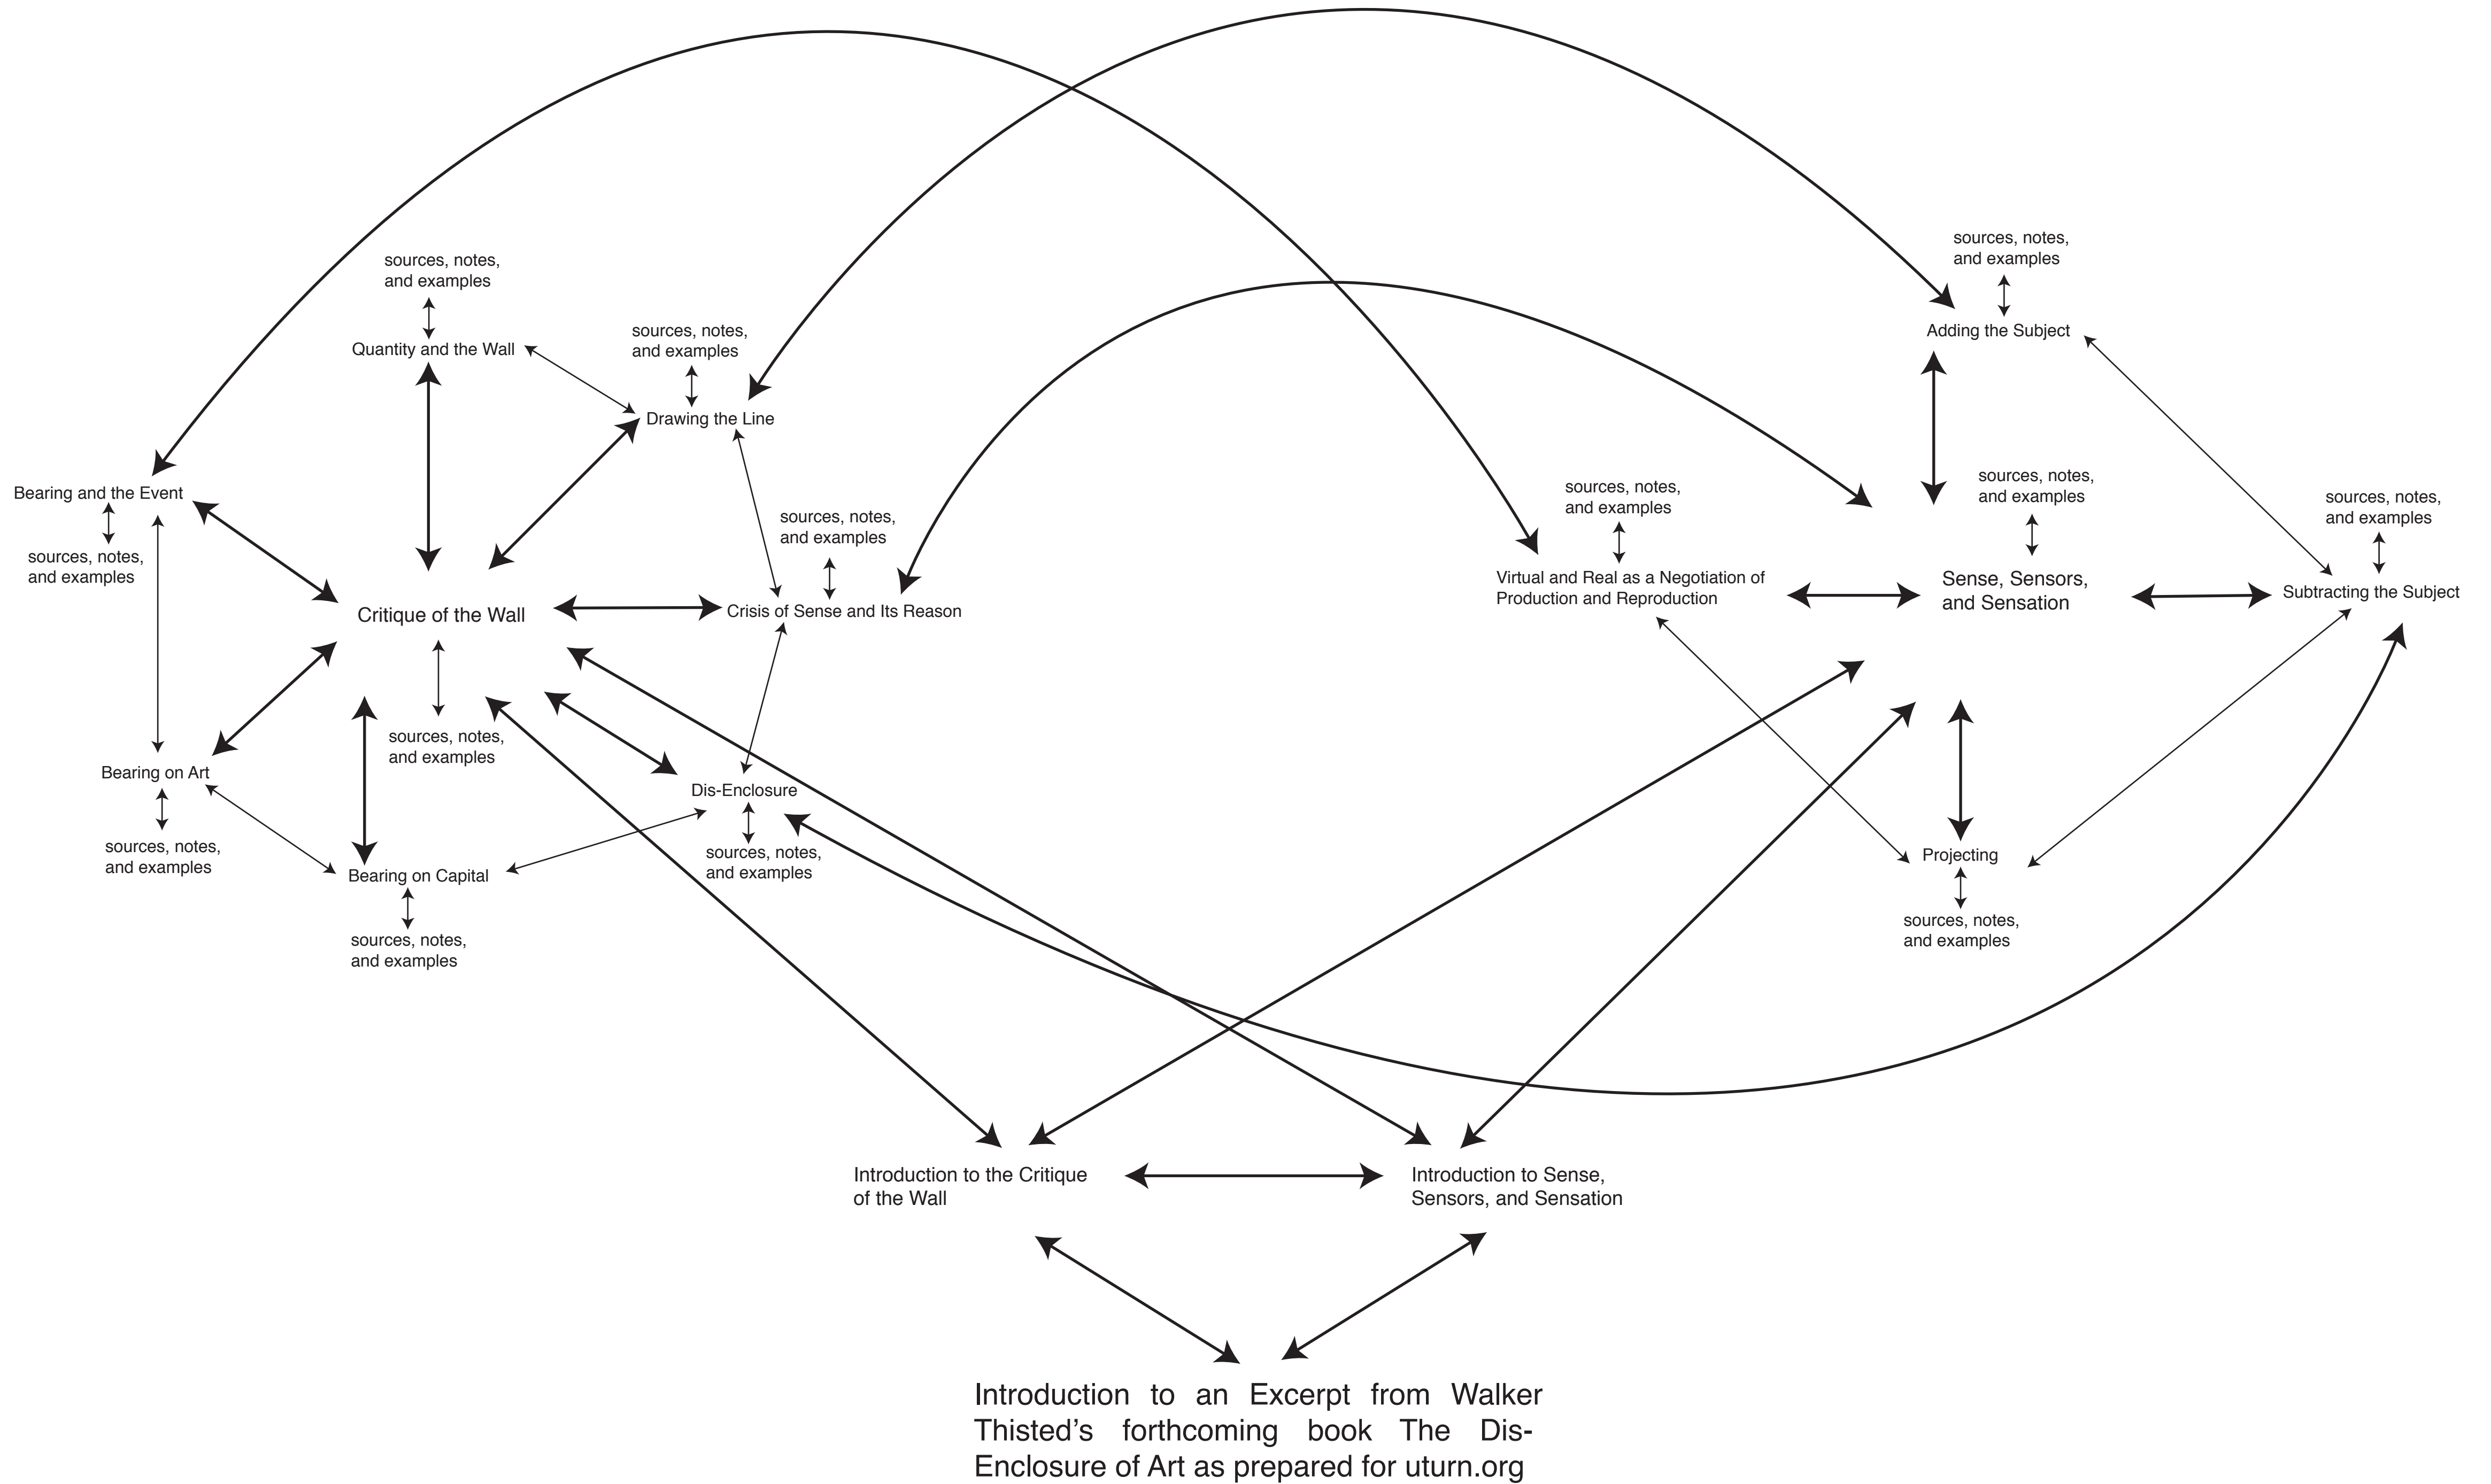 sources, notes,
and examples
Quantity and the Wall
sources, notes,
and examples
Drawing the Line
Bearing and the Event
sources, notes,
and examples
sources, notes,
and examples
Crisis of Sense and Its Reason
Critique of the Wall
sources, notes,
and examples
Bearing on Art
sources, notes,
and examples
Dis-Enclosure
sources, notes,
and examples
Bearing on Capital
sources, notes,
and examples
sources, notes,
and examples
Adding the Subject
sources, notes,
and examples
Virtual and Real as a Negotiation of
Production and Reproduction
sources, notes,
and examples
Sense, Sensors,
and Sensation
sources, notes,
and examples
Subtracting the Subject
Projecting
sources, notes,
and examples
Introduction to the Critique
of the Wall
Introduction to Sense,
Sensors, and Sensation
Introduction to an Excerpt from Walker
Thisted’s forthcoming book The Dis-
Enclosure of Art as prepared for uturn.org